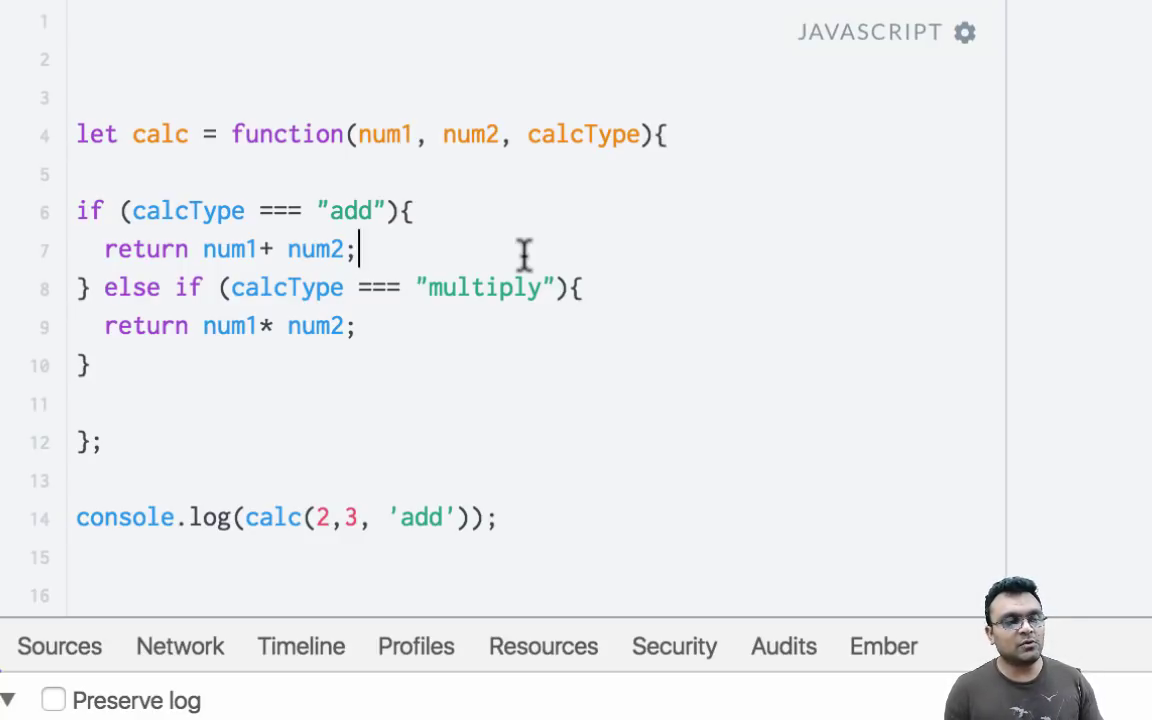 JAVASCRIPT
1
2
3
4 let calc = function(num1, num2, calcType){
5
6 if (calcType === "add"){
7 return num1+ num2;
8 } else if (calcType === "multiply"){
9 return num1* num2;
10 }
11
12 };
13
14 console.log(calc(2,3, 'add'));
15
16
Sources Network Timeline Profiles Resources Security Audits Ember
Preserve log